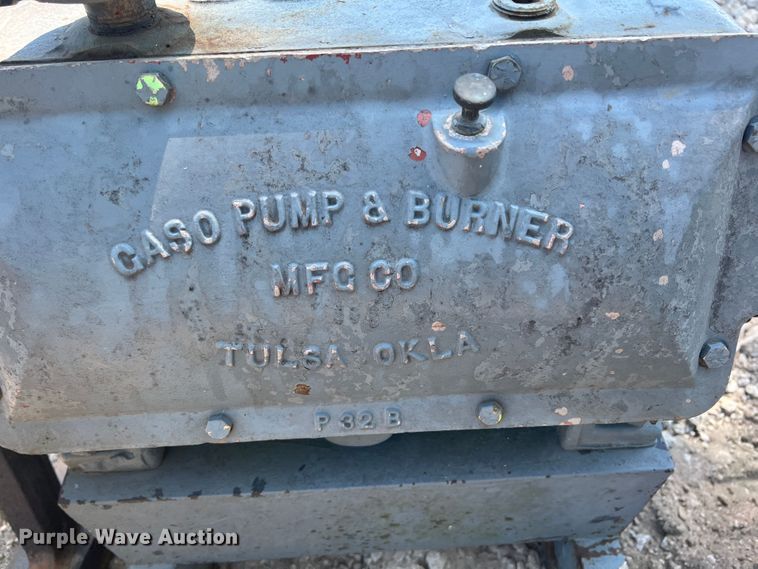 GASO PUMP & BURNER
MFG CO
TULSA OKLA
P 32 B
Purple Wave Auction